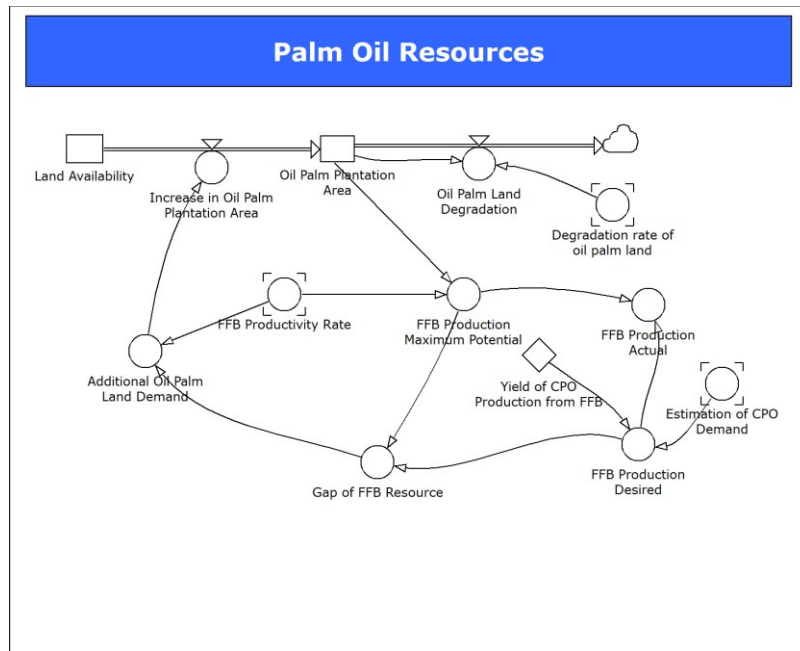 Palm Oil Resources
Land Availability
Increase in Oil Palm
Plantation Area
Oil Palm Plantation
Area
Oil Palm Land
Degradation
Degradation rate of
oil palm land
FFB Productivity Rate
FFB Production
Maximum Potential
FFB Production
Actual
Additional Oil Palm
Land Demand
Yield of CPO
Production from FFB
Estimation of CPO
Demand
Gap of FFB Resource
FFB Production
Desired